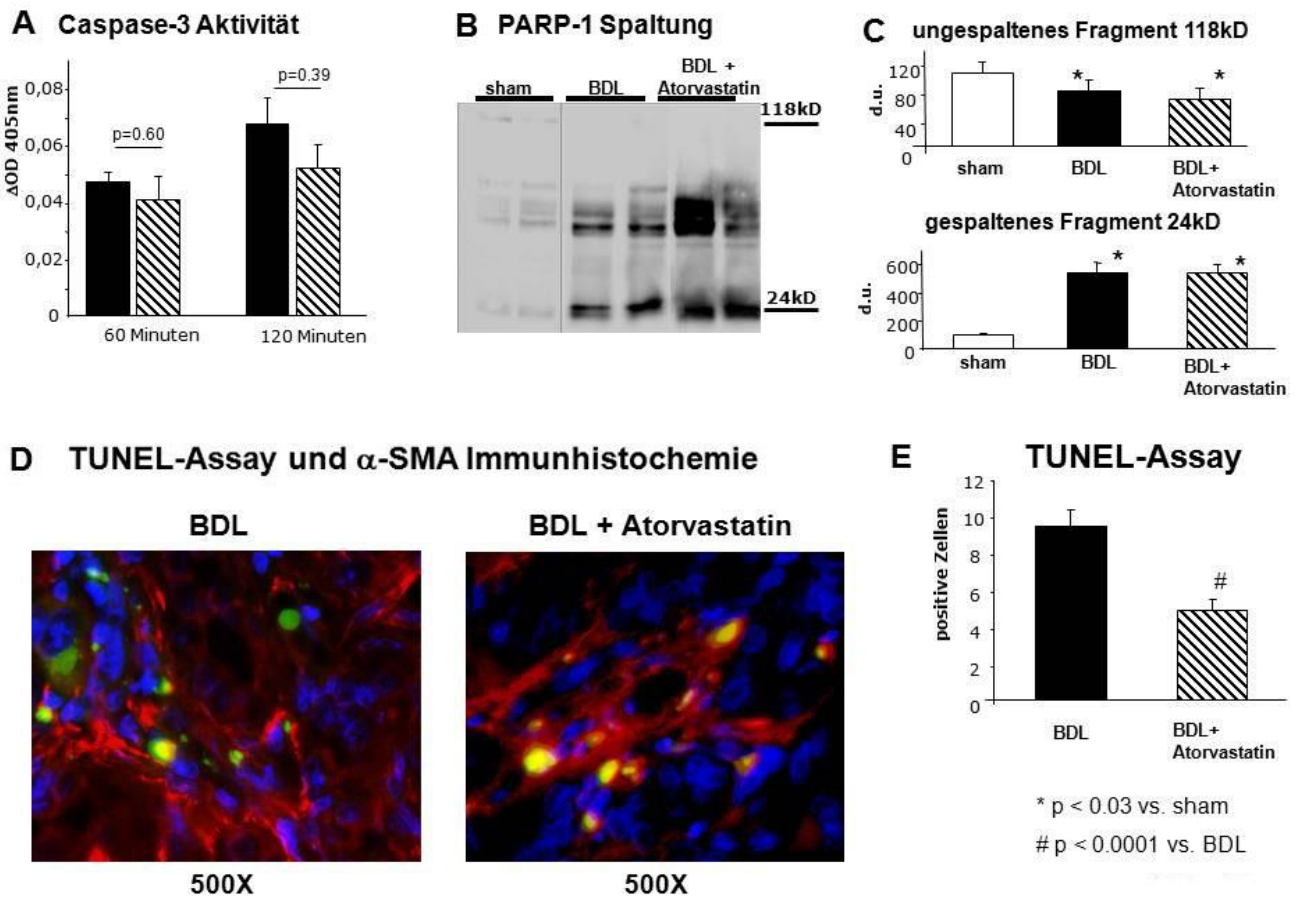 A Caspase-3 Aktivität
p=0.60
p=0.39
ΔOD 405nm
0,08
0,06
0,04
0,02
0
60 Minuten
120 Minuten
B PARP-1 Spaltung
sham
BDL
BDL +
Atorvastatin
118kD
24kD
C ungespaltenes Fragment 118kD
d.u.
120
80
40
0
*
*
sham
BDL
BDL+
Atorvastatin
gespaltenes Fragment 24kD
d.u.
600
400
200
0
*
*
sham
BDL
BDL+
Atorvastatin
D TUNEL-Assay und α-SMA Immunhistochemie
BDL
BDL + Atorvastatin
500X
500X
E TUNEL-Assay
positive Zellen
12
10
8
6
4
2
0
#
BDL
BDL+
Atorvastatin
* p < 0.03 vs. sham
# p < 0.0001 vs. BDL